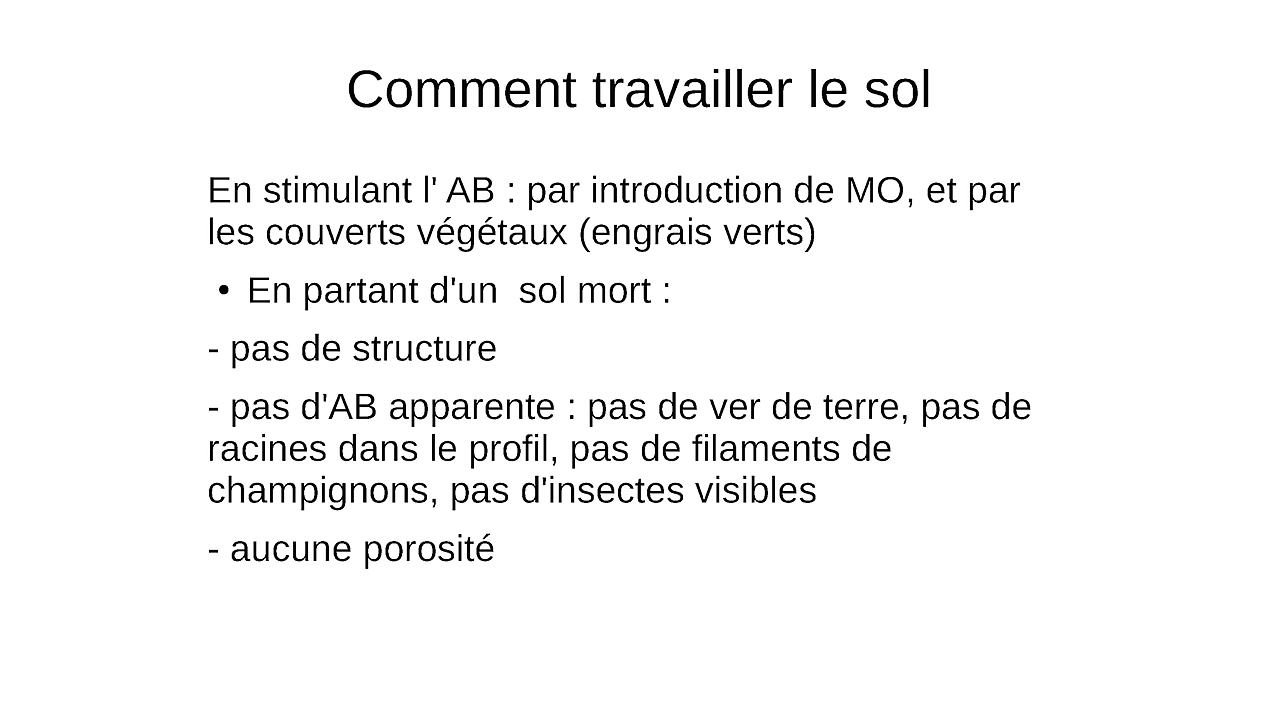 Comment travailler le sol
En stimulant l' AB : par introduction de MO, et par
les couverts végétaux (engrais verts)
• En partant d'un  sol mort :
- pas de structure
- pas d'AB apparente : pas de ver de terre, pas de
racines dans le profil, pas de filaments de
champignons, pas d'insectes visibles
- aucune porosité